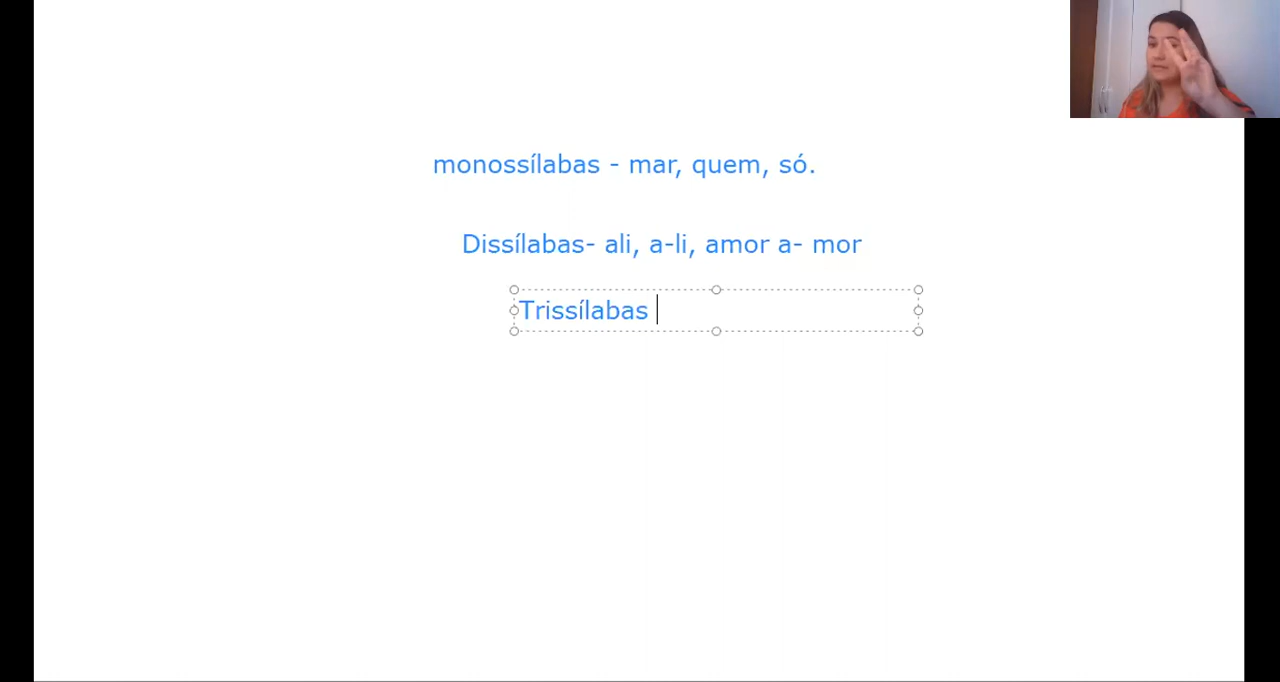 monossílabas - mar, quem, só.
Dissílabas- ali, a-li, amor a- mor
Trissílabas